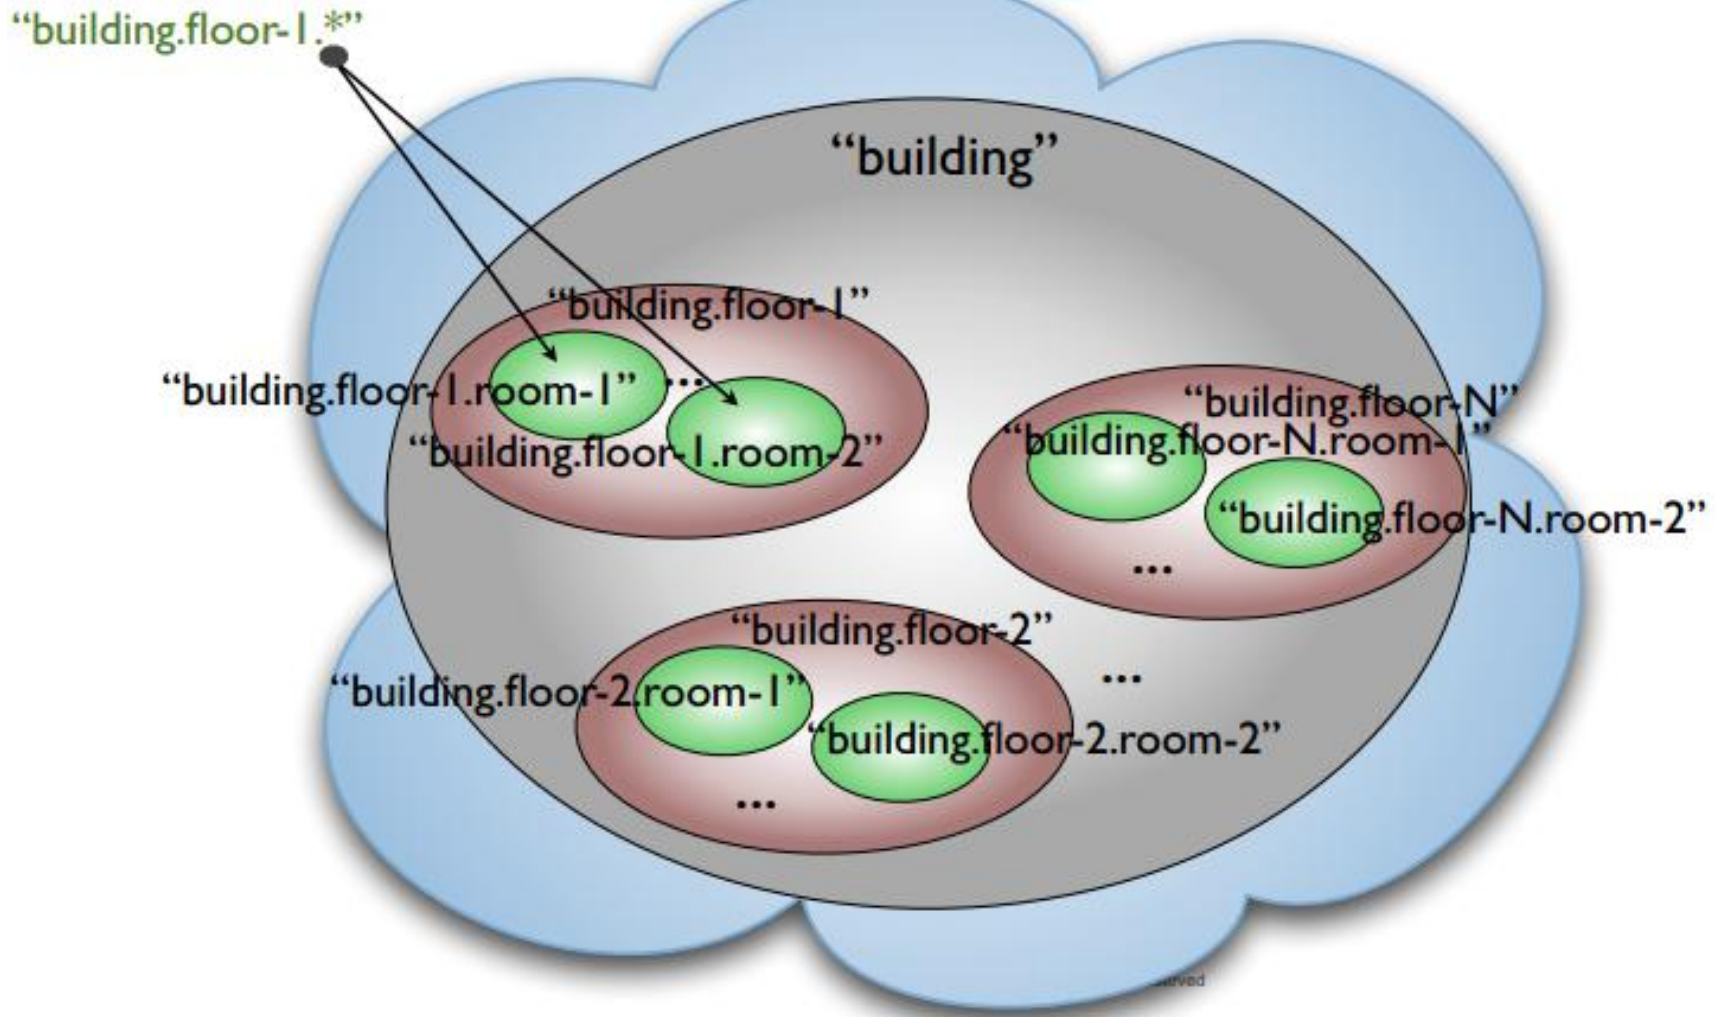 “building.floor-1.*”
“building”
“building.floor-1”
“building.floor-1.room-1”
...
“building.floor-1.room-2”
“building.floor-N”
“building.floor-N.room-1”
“building.floor-N.room-2”
...
“building.floor-2”
...
“building.floor-2.room-1”
“building.floor-2.room-2”
...